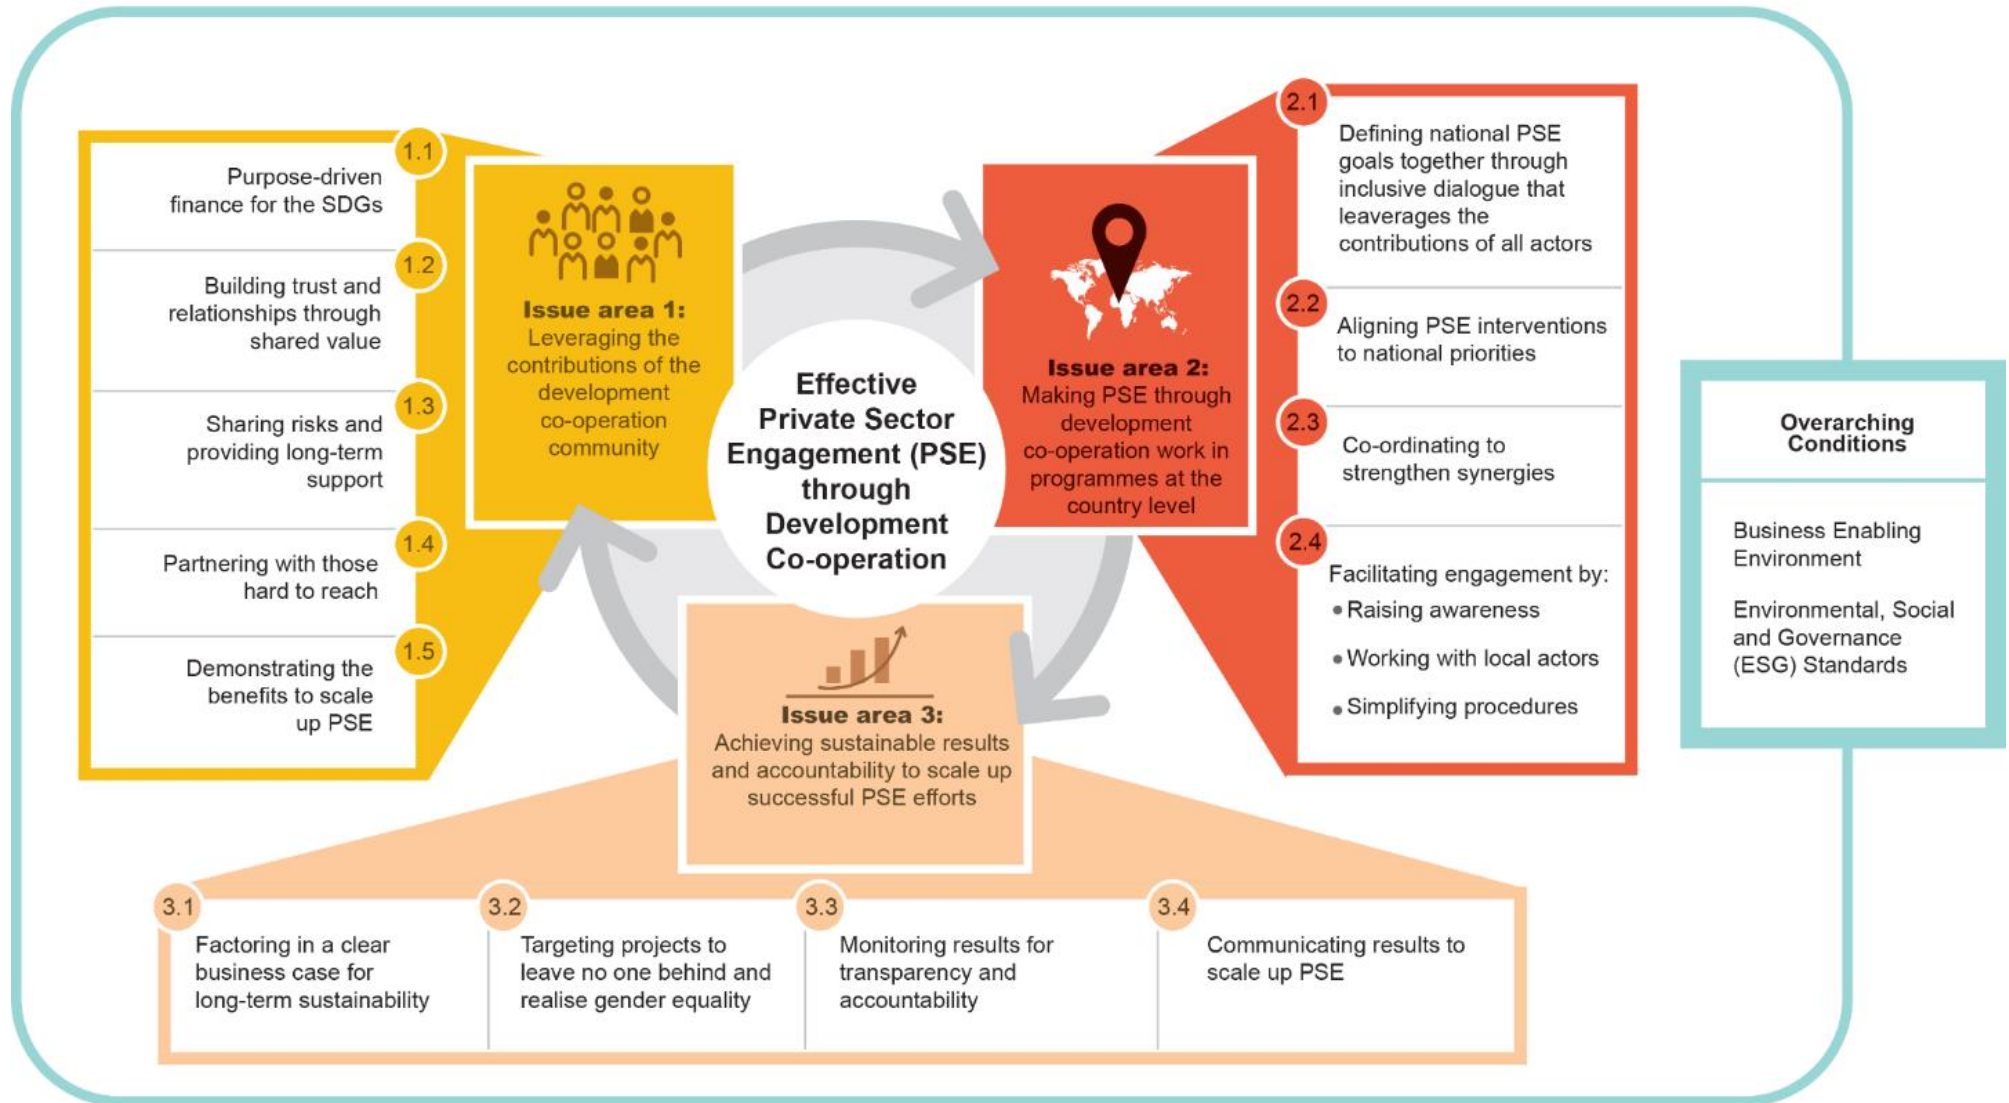 1.1
Purpose-driven
finance for the SDGs
1.2
Building trust and
relationships through
shared value
1.3
Sharing risks and
providing long-term
support
1.4
Partnering with those
hard to reach
1.5
Demonstrating the
benefits to scale
up PSE
Issue area 1:
Leveraging the
contributions of the
development
co-operation
community
Effective
Private Sector
Engagement (PSE)
through
Development
Co-operation
Issue area 2:
Making PSE through
development
co-operation work in
programmes at the
country level
2.1
Defining national PSE
goals together through
inclusive dialogue that
leaverages the
contributions of all actors
2.2
Aligning PSE interventions
to national priorities
2.3
Co-ordinating to
strengthen synergies
2.4
Facilitating engagement by:
• Raising awareness
• Working with local actors
• Simplifying procedures
Overarching
Conditions
Business Enabling
Environment
Environmental, Social
and Governance
(ESG) Standards
Issue area 3:
Achieving sustainable results
and accountability to scale up
successful PSE efforts
3.1
Factoring in a clear
business case for
long-term sustainability
3.2
Targeting projects to
leave no one behind and
realise gender equality
3.3
Monitoring results for
transparency and
accountability
3.4
Communicating results to
scale up PSE